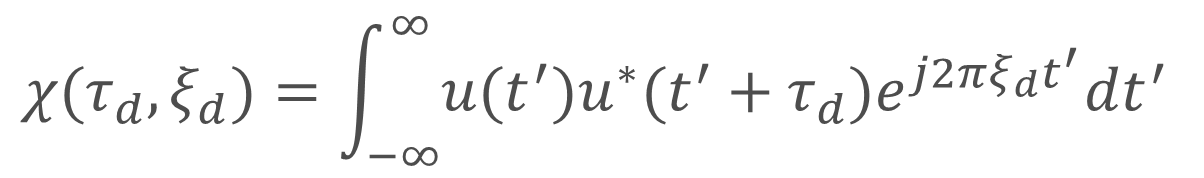 χ(τ_d, ξ_d) = ∫_{-∞}^{∞} u(t′)u*(t′ + τ_d)e^{j2πξ_d t′} dt′